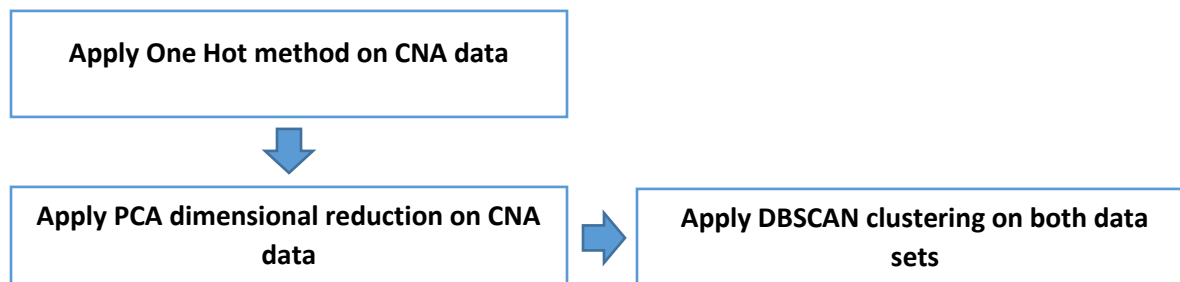 Apply One Hot method on CNA data
Apply PCA dimensional reduction on CNA
data
Apply DBSCAN clustering on both data
sets